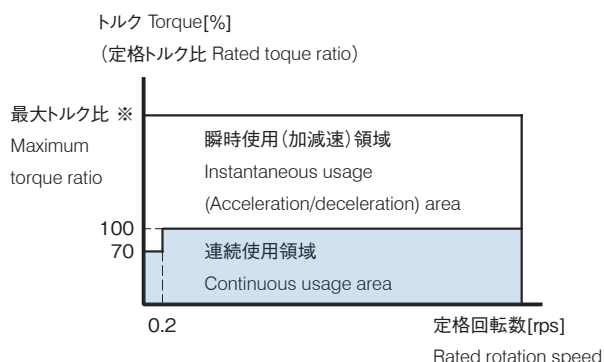 トルク Torque[%]
（定格トルク比 Rated toque ratio）
最大トルク比 ※
Maximum
torque ratio
瞬時使用（加減速）領域
Instantaneous usage
(Acceleration/deceleration) area
100
70
連続使用領域
Continuous usage area
0.2
定格回転数[rps]
Rated rotation speed